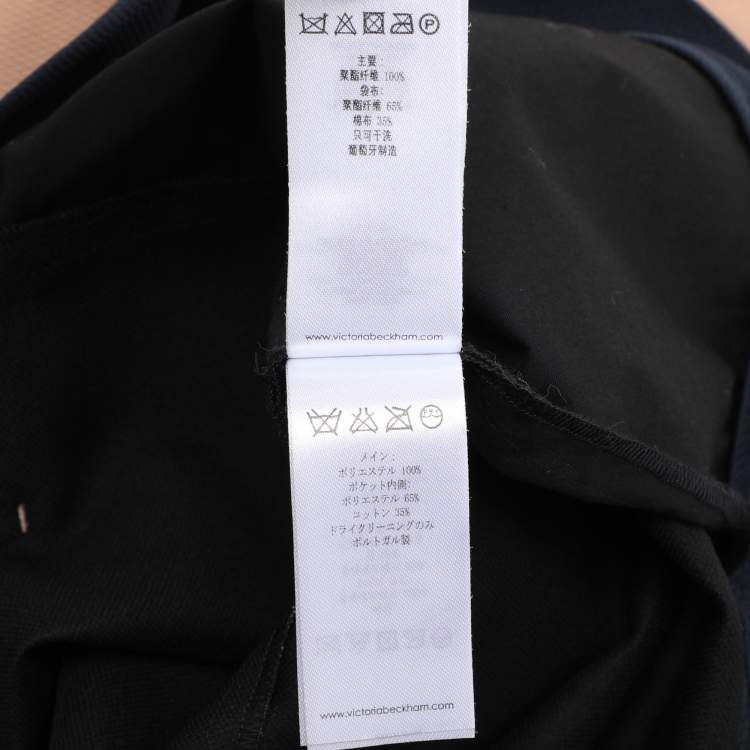 主要：
聚酯纤维 100%
袋布:
聚酯纤维 65%
棉布 35%
只可干洗
葡萄牙制造
www.victoriabeckham.com
メイン：
ポリエステル 100%
ポケット内側:
ポリエステル 65%
コットン 35%
ドライクリーニングのみ
ポルトガル製
www.victoriabeckham.com